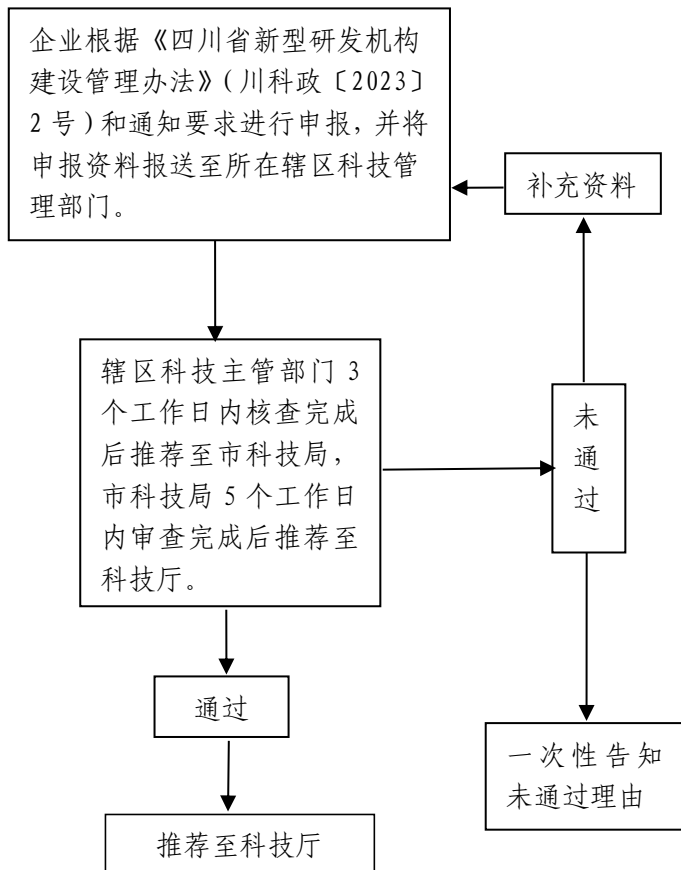 企业根据《四川省新型研发机构
建设管理办法》（川科政〔2023〕
2 号）和通知要求进行申报，并将
申报资料报送至所在辖区科技管
理部门。
补充资料
辖区科技主管部门 3
个工作日内核查完成
后推荐至市科技局，
市科技局 5 个工作日
内审查完成后推荐至
科技厅。
未
通
过
通过
一次性告知
未通过理由
推荐至科技厅